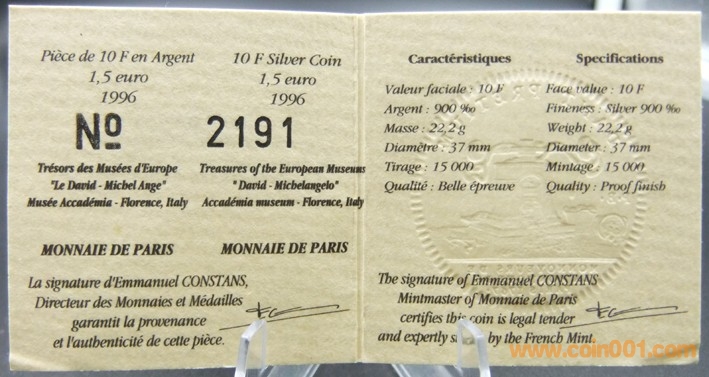 Pièce de 10 F en Argent
1,5 euro
1996
10 F Silver Coin
1,5 euro
1996
Nº 2191
Trésors des Musées d'Europe
"Le David - Michel Ange"
Musée Accadémia - Florence, Italy
Treasures of the European Museums
"David - Michelangelo"
Accadémia museum - Florence, Italy
MONNAIE DE PARIS
MONNAIE DE PARIS
La signature d'Emmanuel CONSTANS,
Directeur des Monnaies et Médailles
garantit la provenance
et l'authenticité de cette pièce.
Caractéristiques
Valeur faciale : 10 F
Argent : 900 ‰
Masse : 22,2 g
Diamètre : 37 mm
Tirage : 15 000
Qualité : Belle épreuve
Specifications
Face value : 10 F
Fineness : Silver 900 ‰
Weight : 22,2 g
Diameter : 37 mm
Mintage : 15 000
Quality : Proof finish
The signature of Emmanuel CONSTANS
Mintmaster of Monnaie de Paris
certifies this coin is legal tender
and expertly by the French Mint.
www.coin001.com